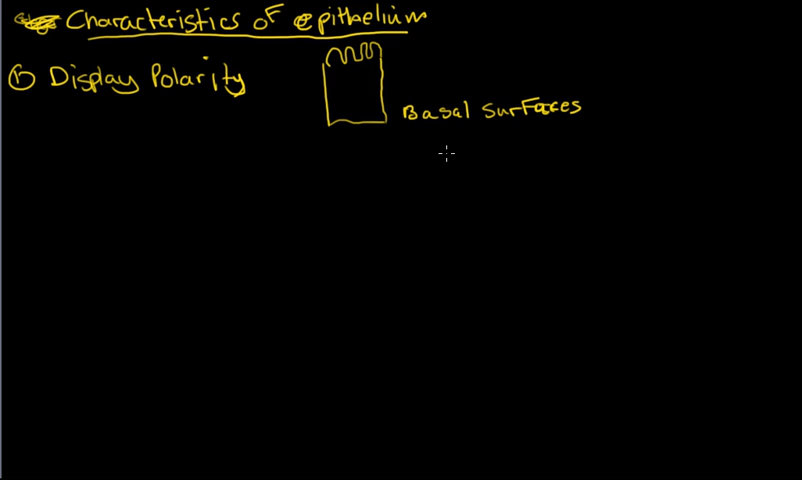 Characteristics of epithelium
① Display Polarity
Basal surfaces